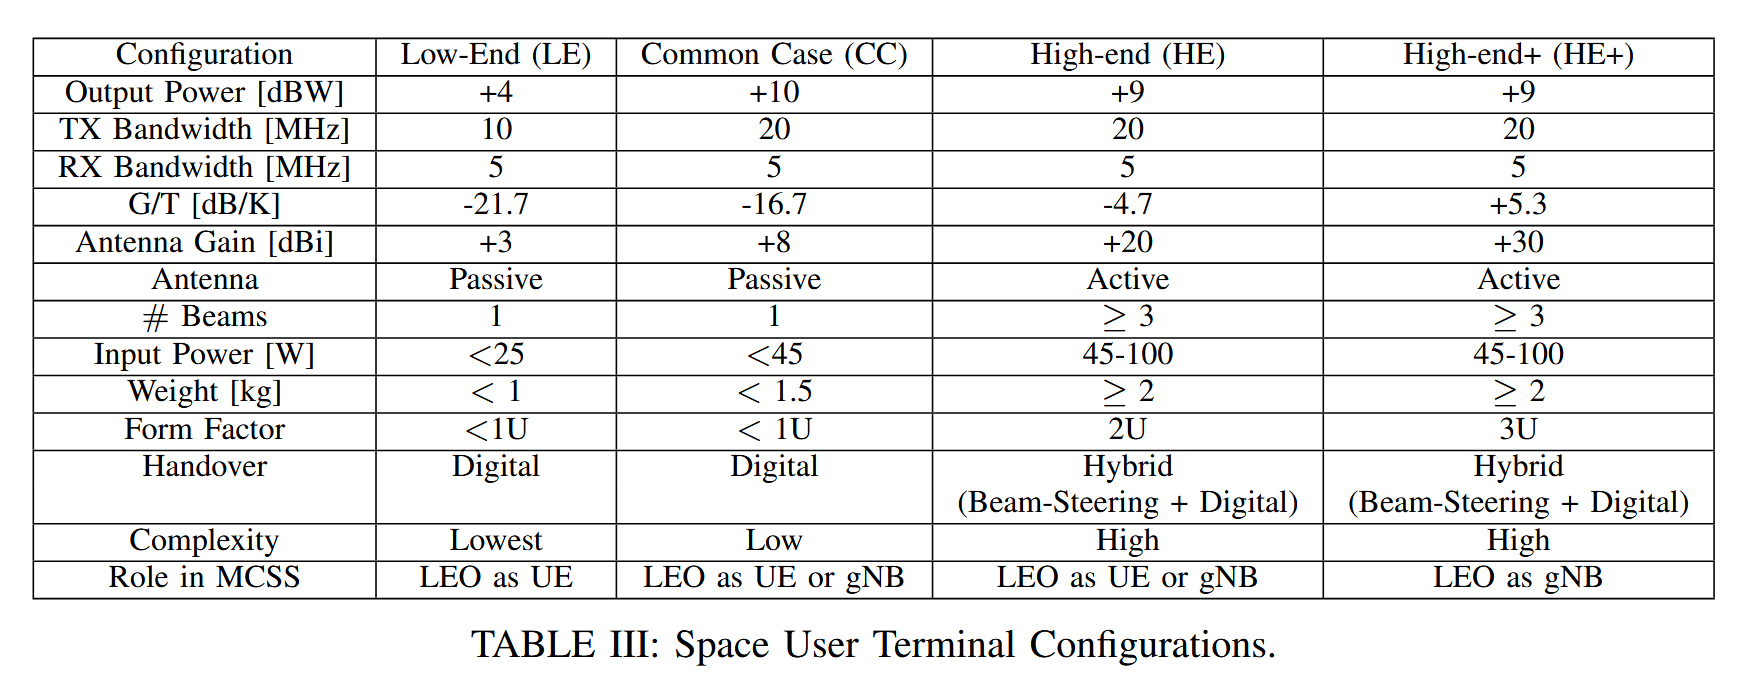 Configuration Low-End (LE) Common Case (CC) High-end (HE) High-end+ (HE+)
Output Power [dBW] +4 +10 +9 +9
TX Bandwidth [MHz] 10 20 20 20
RX Bandwidth [MHz] 5 5 5 5
G/T [dB/K] -21.7 -16.7 -4.7 +5.3
Antenna Gain [dBi] +3 +8 +20 +30
Antenna Passive Passive Active Active
# Beams 1 1 ≥ 3 ≥ 3
Input Power [W] <25 <45 45-100 45-100
Weight [kg] < 1 < 1.5 ≥ 2 ≥ 2
Form Factor <1U < 1U 2U 3U
Handover Digital Digital Hybrid Hybrid
(Beam-Steering + Digital) (Beam-Steering + Digital)
Complexity Lowest Low High High
Role in MCSS LEO as UE LEO as UE or gNB LEO as UE or gNB LEO as gNB
TABLE III: Space User Terminal Configurations.